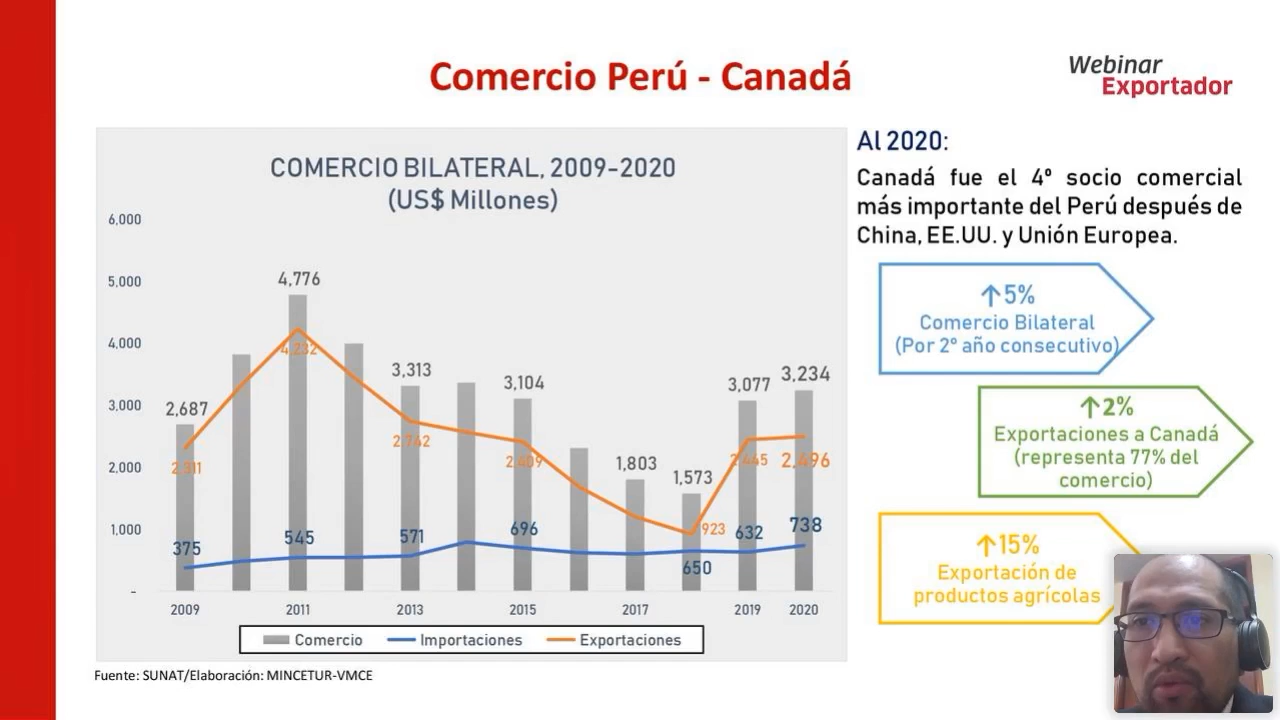 Comercio Perú - Canadá
Webinar
Exportador
COMERCIO BILATERAL, 2009-2020
(US$ Millones)
6,000
5,000
4,000
3,000
2,000
1,000
-
4,776
4,232
3,313
2,742
3,104
2,409
2,687
2,311
1,803
1,573
923
3,077
2,445
3,234
2,496
375
545
571
696
650
632
738
2009
2011
2013
2015
2017
2019
2020
Comercio
Importaciones
Exportaciones
Fuente: SUNAT/Elaboración: MINCETUR-VMCE
Al 2020:
Canadá fue el 4º socio comercial
más importante del Perú después de
China, EE.UU. y Unión Europea.
↑5%
Comercio Bilateral
(Por 2º año consecutivo)
↑2%
Exportaciones a Canadá
(representa 77% del
comercio)
↑15%
Exportación de
productos agrícolas